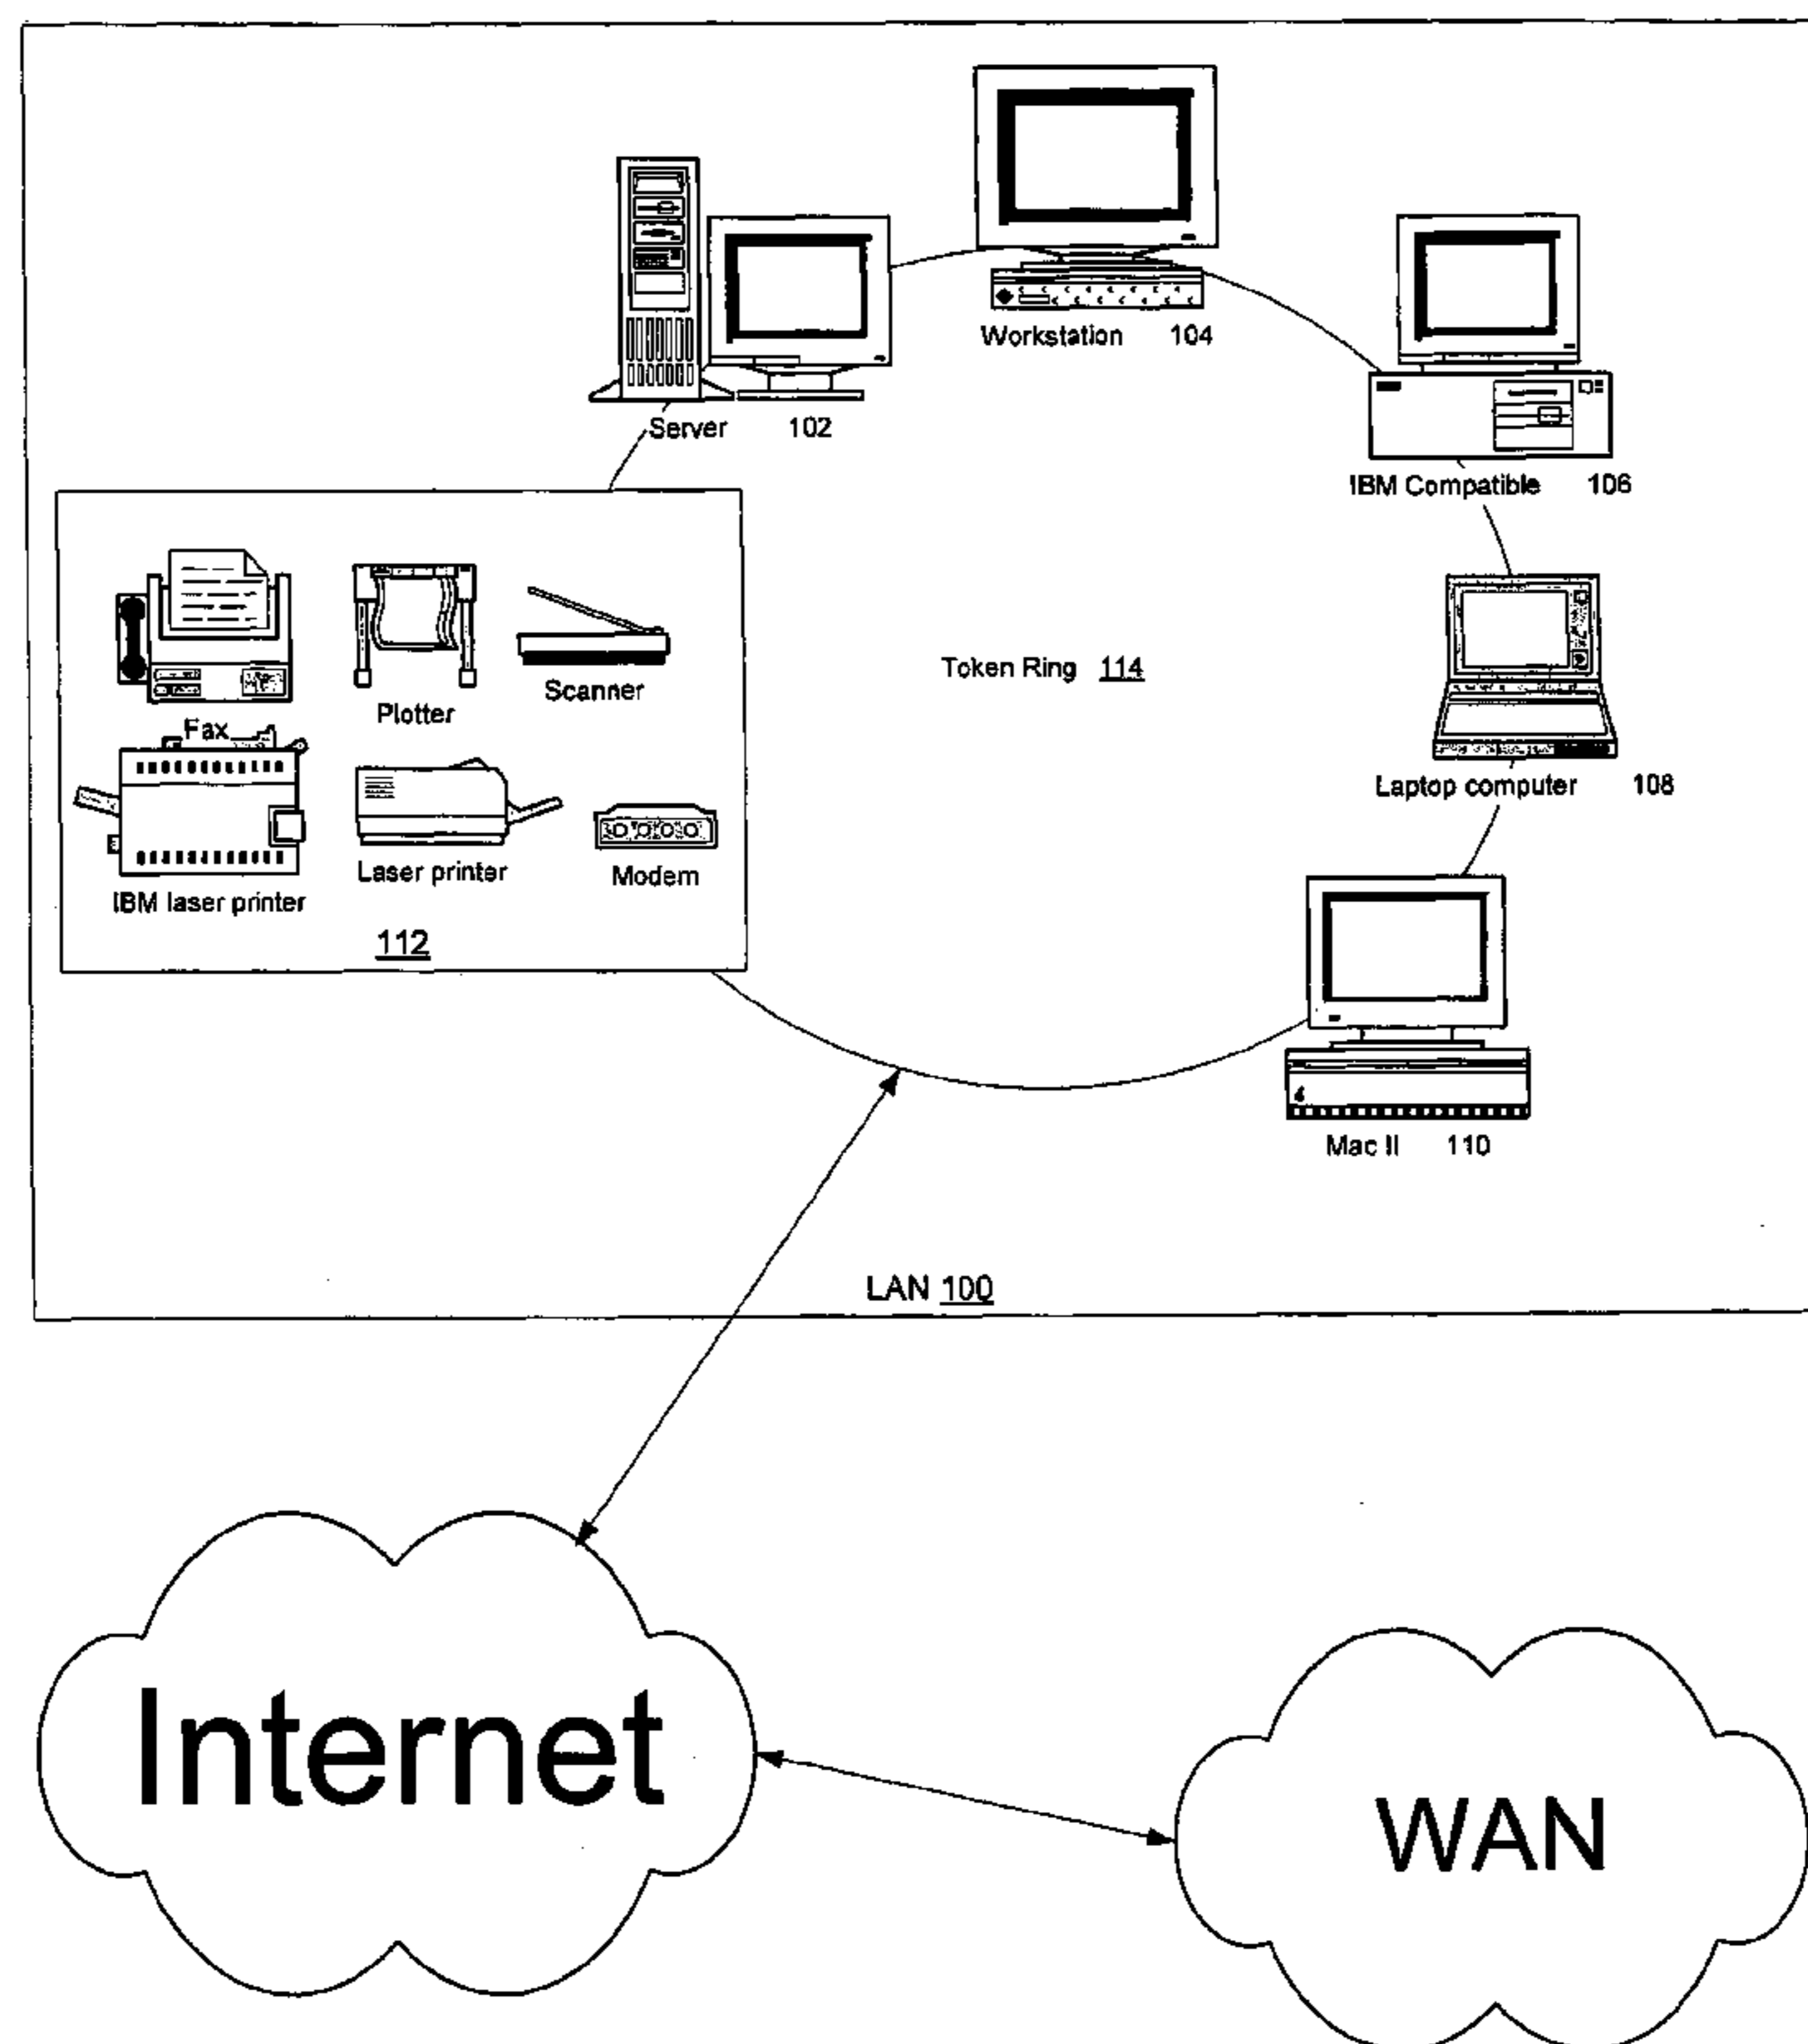 Workstation 104
Server 102
IBM Compatible 106
Fax
Plotter
Scanner
Token Ring 114
IBM laser printer
Laser printer
Modem
112
Laptop computer 108
Mac II 110
LAN 100
Internet
WAN